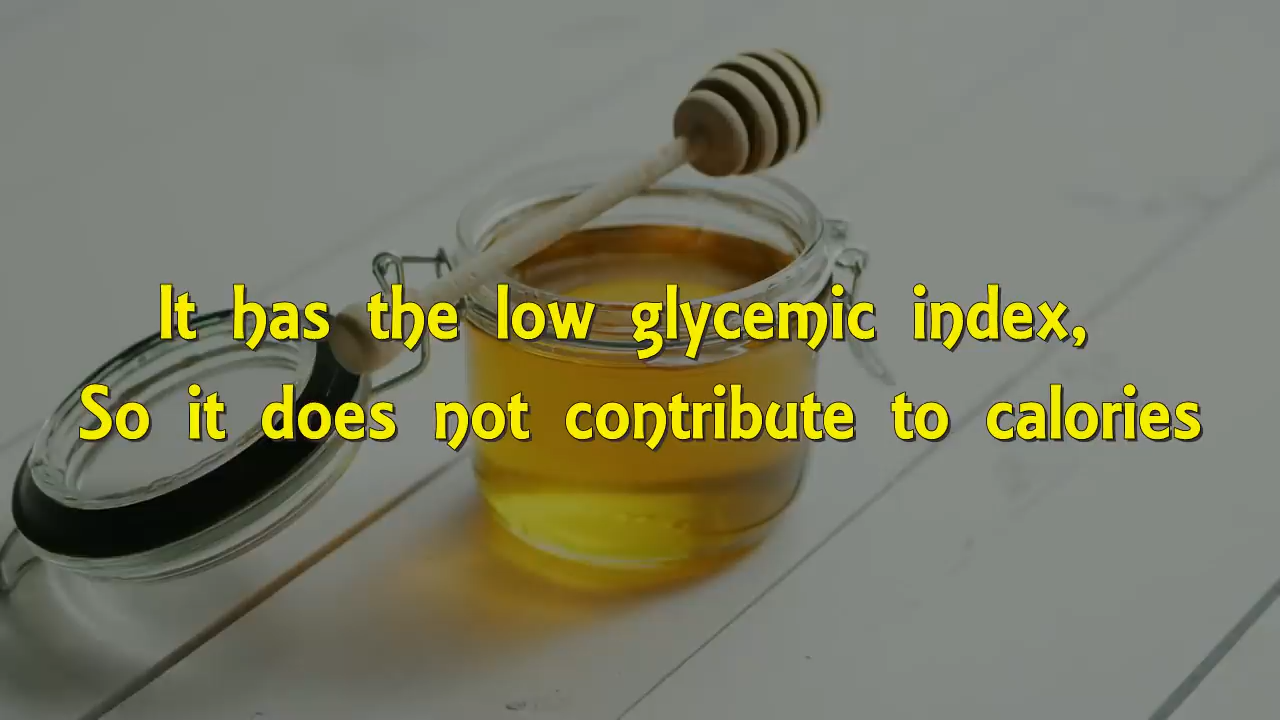 It has the low glycemic index,
So it does not contribute to calories